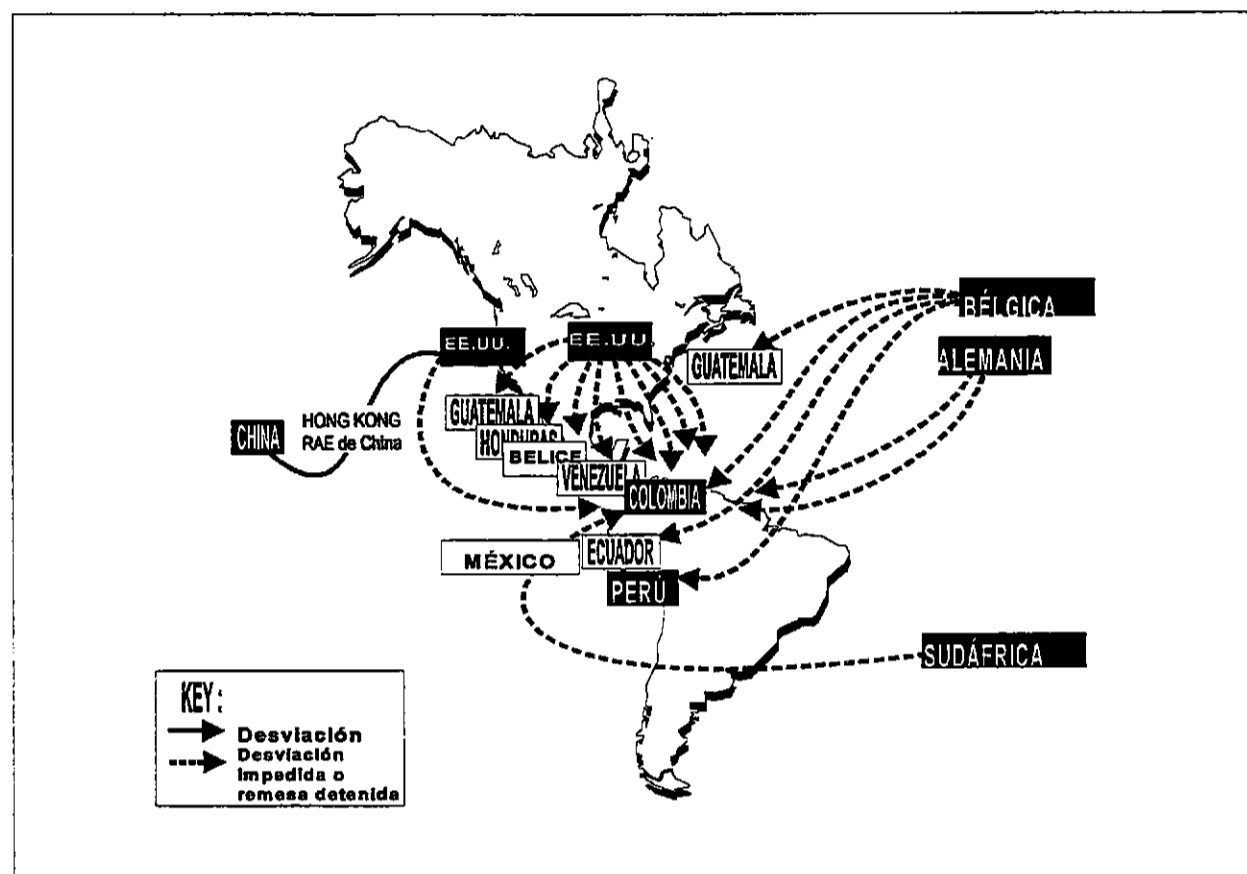 BÉLGICA
EE.UU.
EE.UU.
GUATEMALA
ALEMANIA
GUATEMALA
HONG KONG
RAE de China
CHINA
HONDURAS
BELICE
VENEZUELA
COLOMBIA
MÉXICO
ECUADOR
PERÚ
SUDÁFRICA
KEY :
Desviación
Desviación
impedida o
remesa detenida